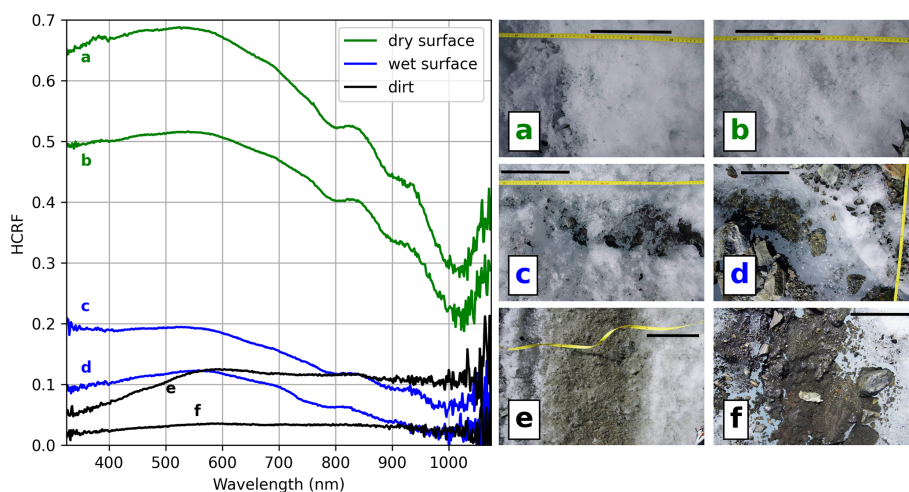 0.7
0.6
0.5
0.4
0.3
0.2
0.1
0.0
HCRF
400 500 600 700 800 900 1000
Wavelength (nm)
dry surface
wet surface
dirt
a
b
c
d
e
f
a
b
c
d
e
f